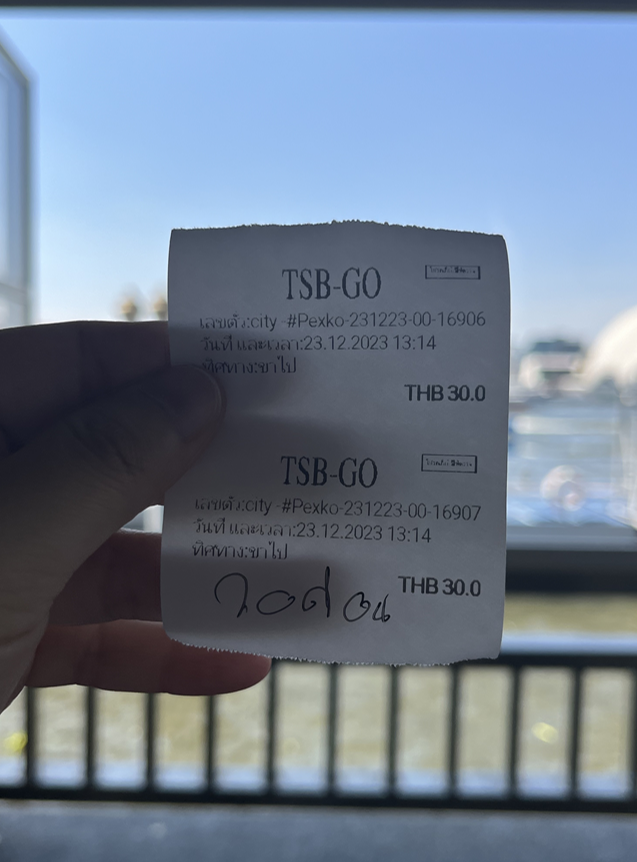 TSB-GO
เลขตั๋ว:city -#Pexko-231223-00-16906
วันที่ และเวลา:23.12.2023 13:14
ทิศทาง:ขาไป
THB 30.0
TSB-GO
เลขตั๋ว:city -#Pexko-231223-00-16907
วันที่ และเวลา:23.12.2023 13:14
ทิศทาง:ขาไป
THB 30.0